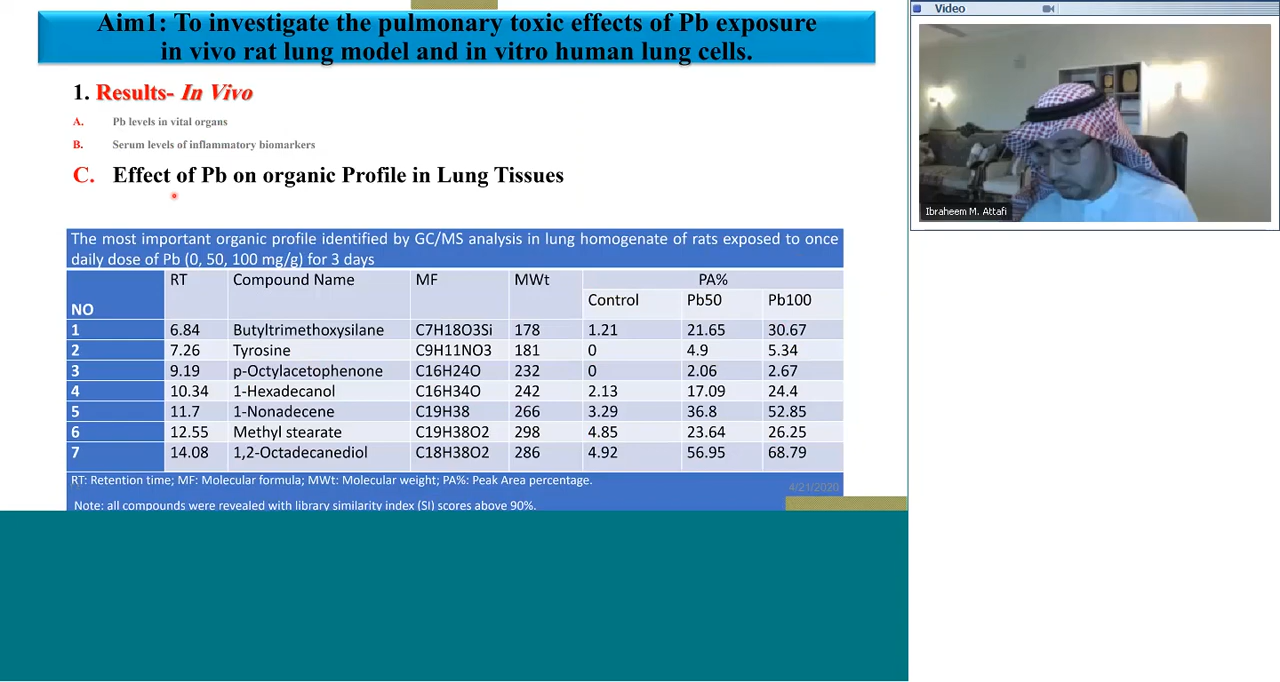 Aim1: To investigate the pulmonary toxic effects of Pb exposure
in vivo rat lung model and in vitro human lung cells.
1. Results- In Vivo
A. Pb levels in vital organs
B. Serum levels of inflammatory biomarkers
C. Effect of Pb on organic Profile in Lung Tissues
The most important organic profile identified by GC/MS analysis in lung homogenate of rats exposed to once
daily dose of Pb (0, 50, 100 mg/g) for 3 days
NO RT Compound Name MF MWt PA%
Control Pb50 Pb100
1 6.84 Butyltrimethoxysilane C7H18O3Si 178 1.21 21.65 30.67
2 7.26 Tyrosine C9H11NO3 181 0 4.9 5.34
3 9.19 p-Octylacetophenone C16H24O 232 0 2.06 2.67
4 10.34 1-Hexadecanol C16H34O 242 2.13 17.09 24.4
5 11.7 1-Nonadecene C19H38 266 3.29 36.8 52.85
6 12.55 Methyl stearate C19H38O2 298 4.85 23.64 26.25
7 14.08 1,2-Octadecanediol C18H38O2 286 4.92 56.95 68.79
RT: Retention time; MF: Molecular formula; MWt: Molecular weight; PA%: Peak Area percentage.
4/21/2020
Note: all compounds were revealed with library similarity index (SI) scores above 90%.
Video
Ibraheem M. Attafi